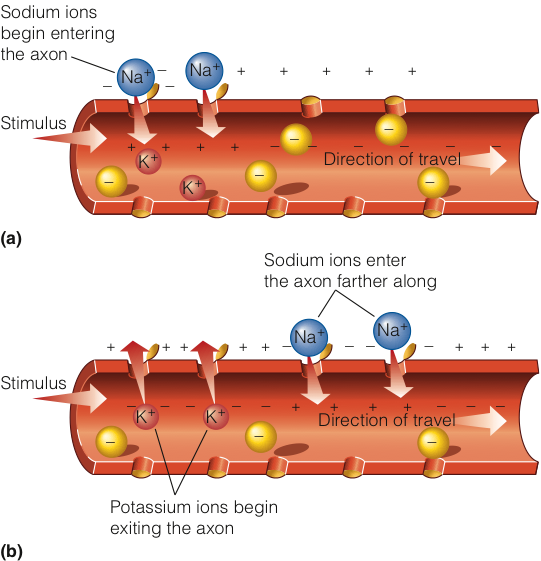 Sodium ions
begin entering
the axon
Na+
Na+
Stimulus
K+
K+
Direction of travel
(a)
Sodium ions enter
the axon farther along
Na+
Na+
Stimulus
K+
K+
Direction of travel
Potassium ions begin
exiting the axon
(b)